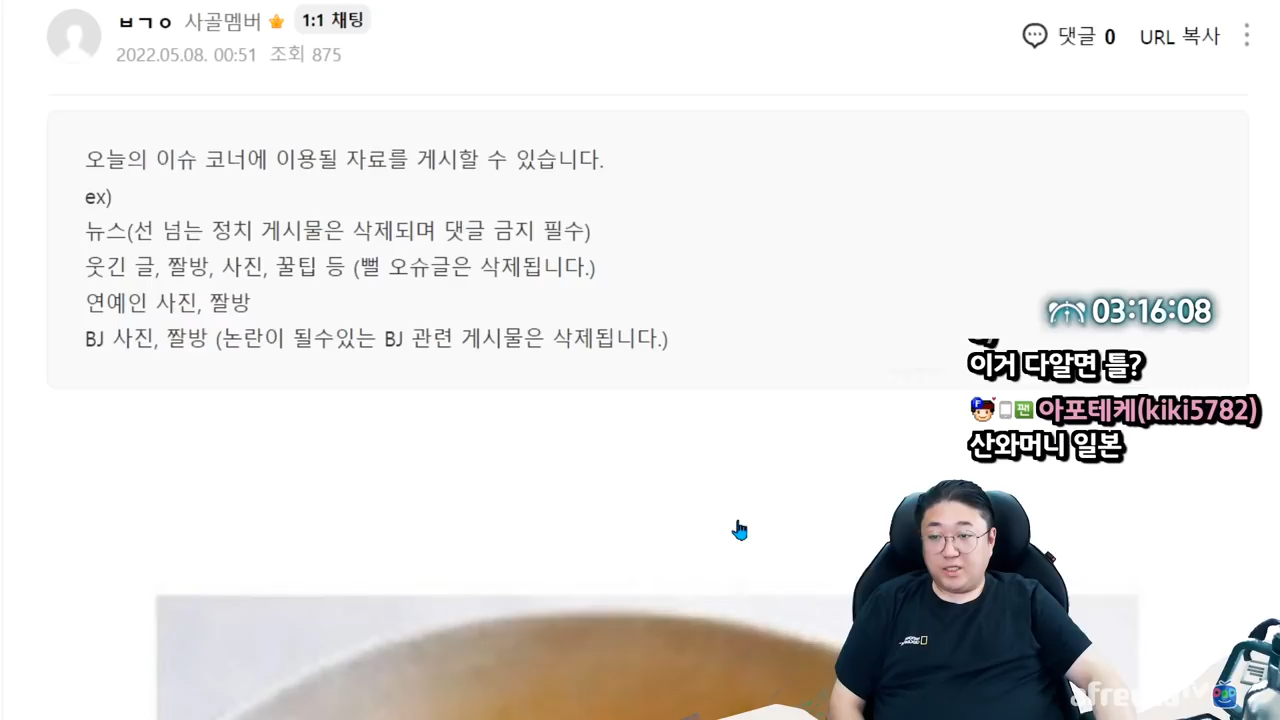 ㅂㄱㅇ 사골멤버 1:1 채팅
2022.05.08. 00:51 조회 875
댓글 0 URL 복사
오늘의 이슈 코너에 이용될 자료를 게시할 수 있습니다.
ex)
뉴스(선 넘는 정치 게시물은 삭제되며 댓글 금지 필수)
웃긴 글, 짤방, 사진, 꿀팁 등 (뻘 오슈글은 삭제됩니다.)
연예인 사진, 짤방
BJ 사진, 짤방 (논란이 될수있는 BJ 관련 게시물은 삭제됩니다.)
03:16:08
이거 다알면 틀?
F 팬 아포테케(kiki5782)
산와머니 일본